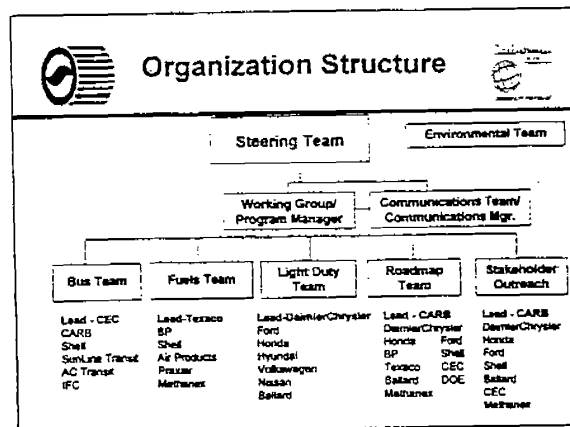 Organization Structure
Steering Team
Environmental Team
Working Group/
Program Manager
Communications Team/
Communications Mgr.
Bus Team
Fuels Team
Light Duty
Team
Roadmap
Team
Stakeholder
Outreach
Lead - CEC
CARB
Shell
SunLine Transit
AC Transit
IFC
Lead-Texaco
BP
Shell
Air Products
Praxair
Methanex
Lead-DaimlerChrysler
Ford
Honda
Hyundai
Volkswagen
Nissan
Ballard
Lead - CARB
DaimlerChrysler
Honda Ford
BP Shell
Texaco CEC
Ballard DOE
Methanex
Lead - CARB
DaimlerChrysler
Honda
Ford
Shell
Ballard
CEC
Methanex